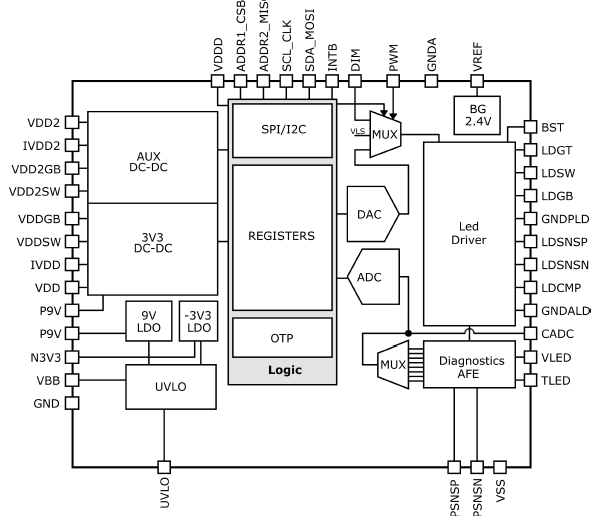 VDDD
ADDR1_CSB
ADDR2_MISO
SCL_CLK
SDA_MOSI
INTB
DIM
PWM
GNDA
VREF
VDD2
IVDD2
VDD2GB
VDD2SW
VDDGB
VDDSW
IVDD
VDD
P9V
P9V
N3V3
VBB
GND
AUX
DC-DC
3V3
DC-DC
9V
LDO
-3V3
LDO
UVLO
SPI/I2C
REGISTERS
OTP
Logic
VLS
MUX
DAC
ADC
MUX
BG
2.4V
Led
Driver
Diagnostics
AFE
BST
LDGT
LDSW
LDGB
GNDPLD
LDSNSP
LDSNSN
LDCMP
GNDALD
CADC
VLED
TLED
UVLO
PSNSP
PSNSN
VSS